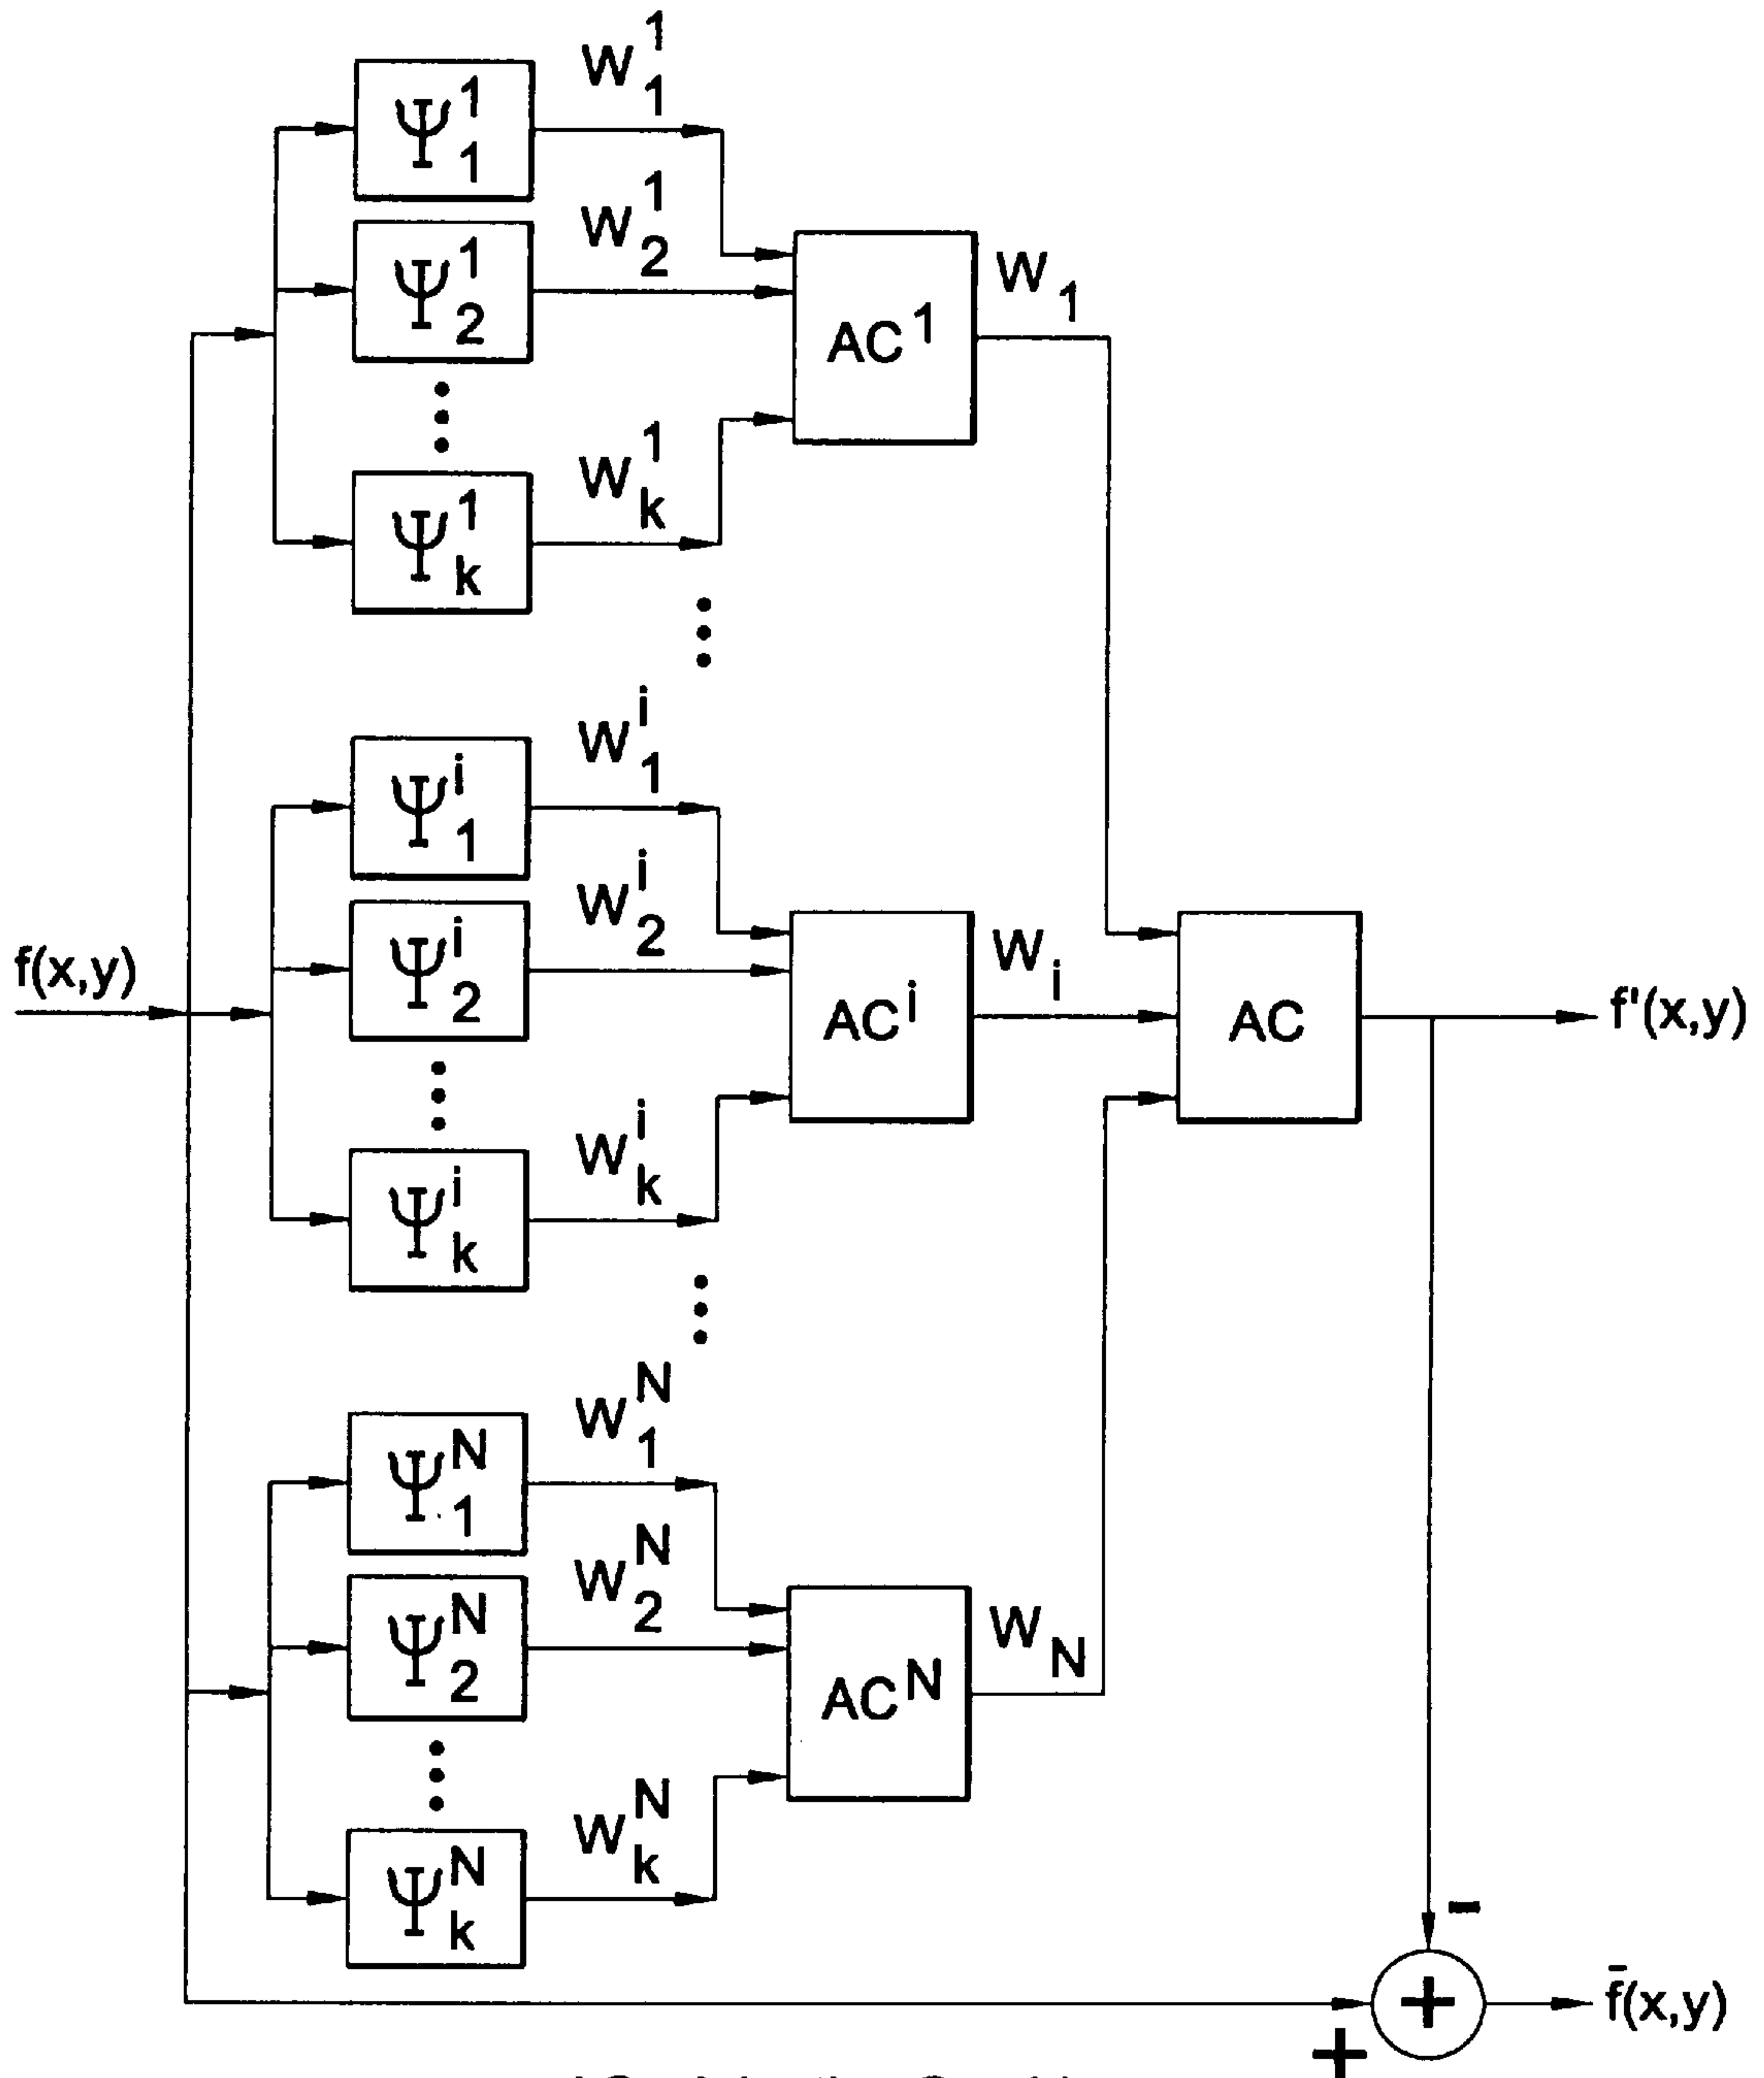 W 1 1
Ψ 1 1
W 1 2
Ψ 1 2
W 1
AC 1
W 1 k
Ψ 1 k
W i 1
Ψ i 1
W i 2
Ψ i 2
f(x,y)
W i
AC i
AC
f'(x,y)
W i k
Ψ i k
W N 1
Ψ N 1
W N 2
Ψ N 2
W N
AC N
W N k
Ψ N k
-
+
f̄(x,y)
+